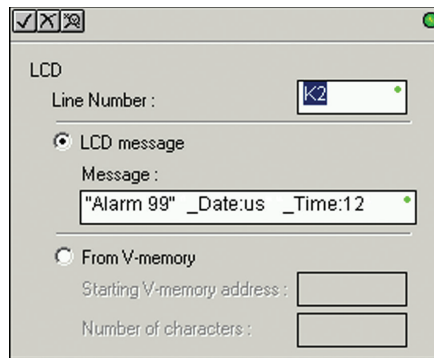 LCD
Line Number :
K2
LCD message
Message :
"Alarm 99" _Date:us _Time:12
From V-memory
Starting V-memory address :
Number of characters :